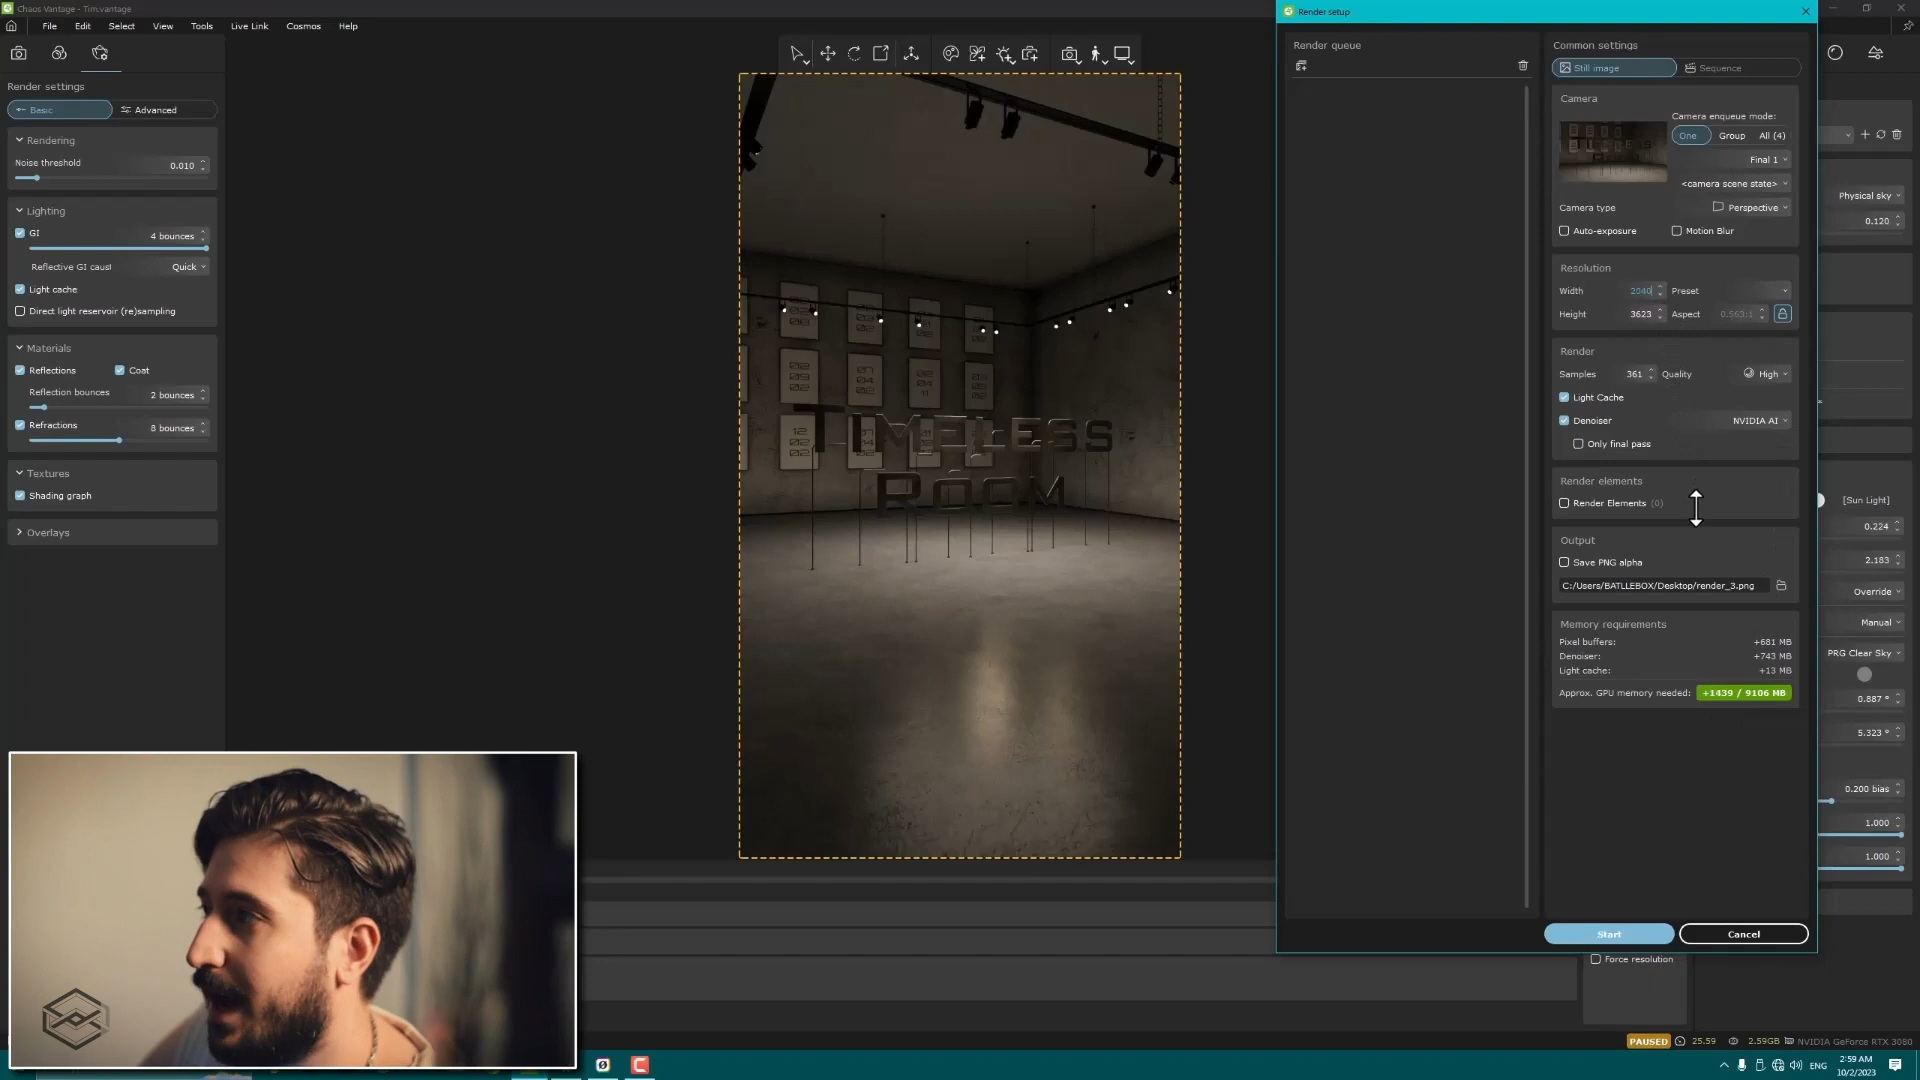 Chaos Vantage - Tim.vantage
File Edit Select View Tools Live Link Cosmos Help
Render settings
Basic Advanced
Rendering
Noise threshold 0.010
Lighting
GI 4 bounces
Reflective GI caust Quick
Light cache
Direct light reservoir (re)sampling
Materials
Reflections Coat
Reflection bounces 2 bounces
Refractions 8 bounces
Textures
Shading graph
Overlays
TIMELESS
ROOM
Render setup
Render queue
Common settings
Still image Sequence
Camera
Camera enqueue mode:
One Group All (4)
Final 1
<camera scene state>
Camera type Perspective
Auto-exposure Motion Blur
Resolution
Width 2040 Preset
Height 3623 Aspect 0.563:1
Render
Samples 361 Quality High
Light Cache
Denoiser NVIDIA AI
Only final pass
Render elements
Render Elements (0)
Output
Save PNG alpha
C:/Users/BATLLEBOX/Desktop/render_3.png
Memory requirements
Pixel buffers: +681 MB
Denoiser: +743 MB
Light cache: +13 MB
Approx. GPU memory needed: +1439 / 9106 MB
Start Cancel
Physical sky
0.120
[Sun Light]
0.224
2.183
Override
Manual
PRG Clear Sky
0.887 °
5.323 °
0.200 bias
1.000
1.000
Force resolution
PAUSED 25.59 2.59GB NVIDIA GeForce RTX 3080
ENG
2:59 AM
10/2/2023